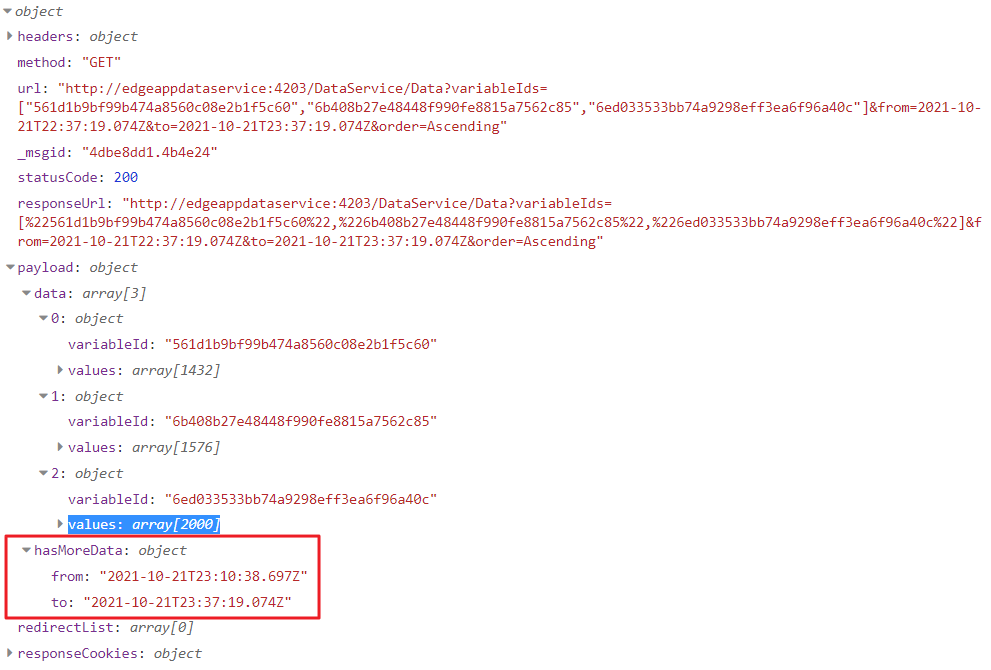 object
headers: object
method: "GET"
url: "http://edgeappdataservice:4203/DataService/Data?variableIds=
["561d1b9bf99b474a8560c08e2b1f5c60","6b408b27e48448f990fe8815a7562c85","6ed033533bb74a9298eff3ea6f96a40c"]&from=2021-10-
21T22:37:19.074Z&to=2021-10-21T23:37:19.074Z&order=Ascending"
_msgid: "4dbe8dd1.4b4e24"
statusCode: 200
responseUrl: "http://edgeappdataservice:4203/DataService/Data?variableIds=
[%22561d1b9bf99b474a8560c08e2b1f5c60%22,%226b408b27e48448f990fe8815a7562c85%22,%226ed033533bb74a9298eff3ea6f96a40c%22]&f
rom=2021-10-21T22:37:19.074Z&to=2021-10-21T23:37:19.074Z&order=Ascending"
payload: object
data: array[3]
0: object
variableId: "561d1b9bf99b474a8560c08e2b1f5c60"
values: array[1432]
1: object
variableId: "6b408b27e48448f990fe8815a7562c85"
values: array[1576]
2: object
variableId: "6ed033533bb74a9298eff3ea6f96a40c"
values: array[2000]
hasMoreData: object
from: "2021-10-21T23:10:38.697Z"
to: "2021-10-21T23:37:19.074Z"
redirectList: array[0]
responseCookies: object